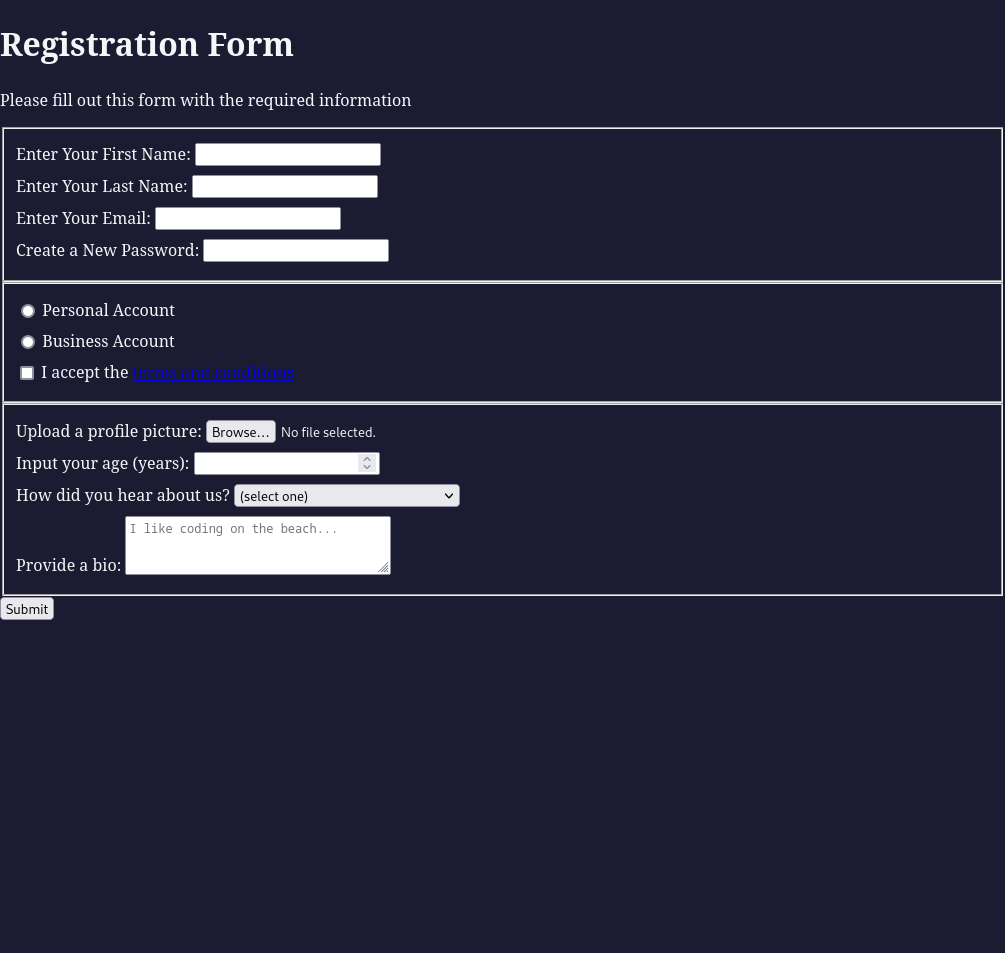 Registration Form
Please fill out this form with the required information
Enter Your First Name:
Enter Your Last Name:
Enter Your Email:
Create a New Password:
Personal Account
Business Account
I accept the terms and conditions
Upload a profile picture: Browse... No file selected.
Input your age (years):
How did you hear about us? (select one)
I like coding on the beach...
Provide a bio:
Submit